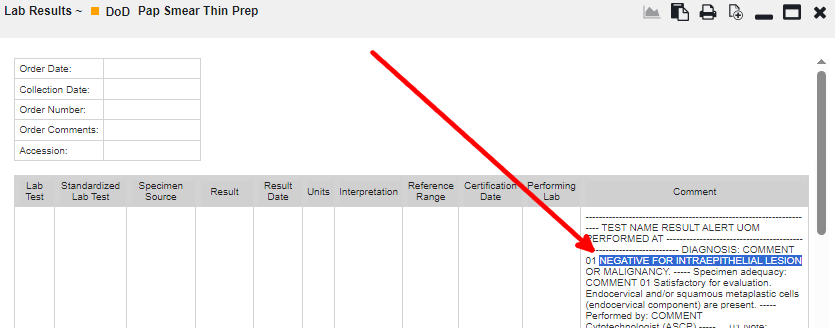 Lab Results ~ DoD Pap Smear Thin Prep
Order Date:
Collection Date:
Order Number:
Order Comments:
Accession:
Lab Test
Standardized Lab Test
Specimen Source
Result
Result Date
Units
Interpretation
Reference Range
Certification Date
Performing Lab
Comment
------------------------------------------------------
---- TEST NAME RESULT ALERT UOM
PERFORMED AT ----------------------------------
----------------------- DIAGNOSIS: COMMENT
01 NEGATIVE FOR INTRAEPITHELIAL LESION
OR MALIGNANCY. ----- Specimen adequacy:
COMMENT 01 Satisfactory for evaluation.
Endocervical and/or squamous metaplastic cells
(endocervical component) are present. -----
Performed by: COMMENT
Cytotechnologist (ASCP) ----- 01 Note: